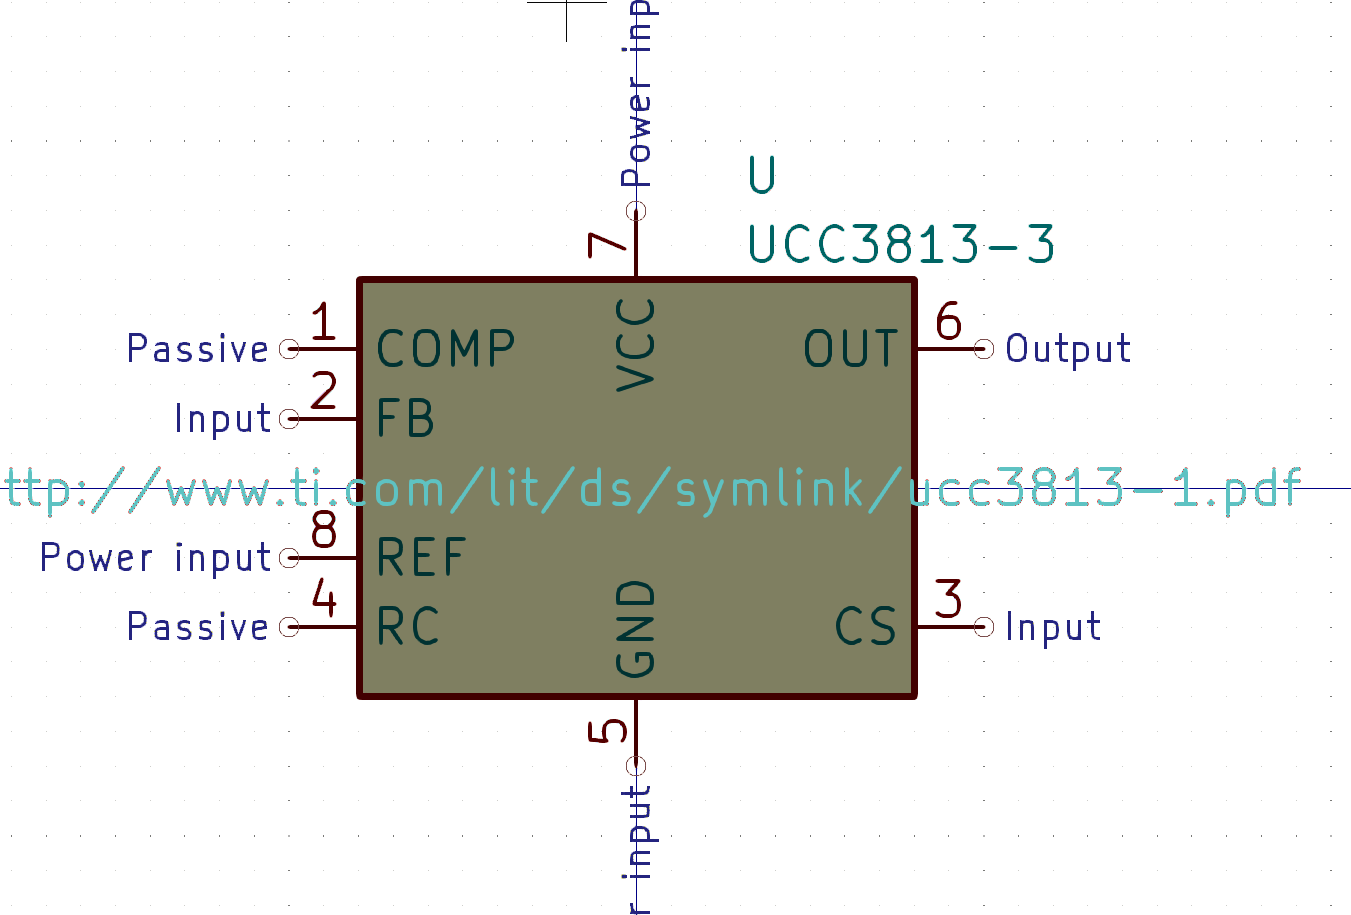 Power inp
U
7
UCC3813-3
1
6
Passive
COMP
VCC
OUT
Output
2
Input
FB
ttp://www.ti.com/lit/ds/symlink/ucc3813-1.pdf
8
Power input
REF
4
3
Passive
RC
GND
CS
Input
5
r input